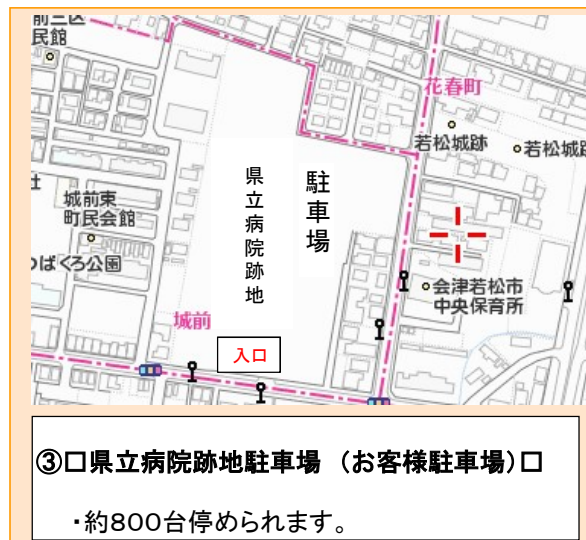 前三区
民館
花春町
若松城跡
若松城跡
社
城前東
町民会館
つばくろ公園
県立病院跡地
駐車場
会津若松市
中央保育所
城前
入口
③□県立病院跡地駐車場 （お客様駐車場）□
・約800台停められます。